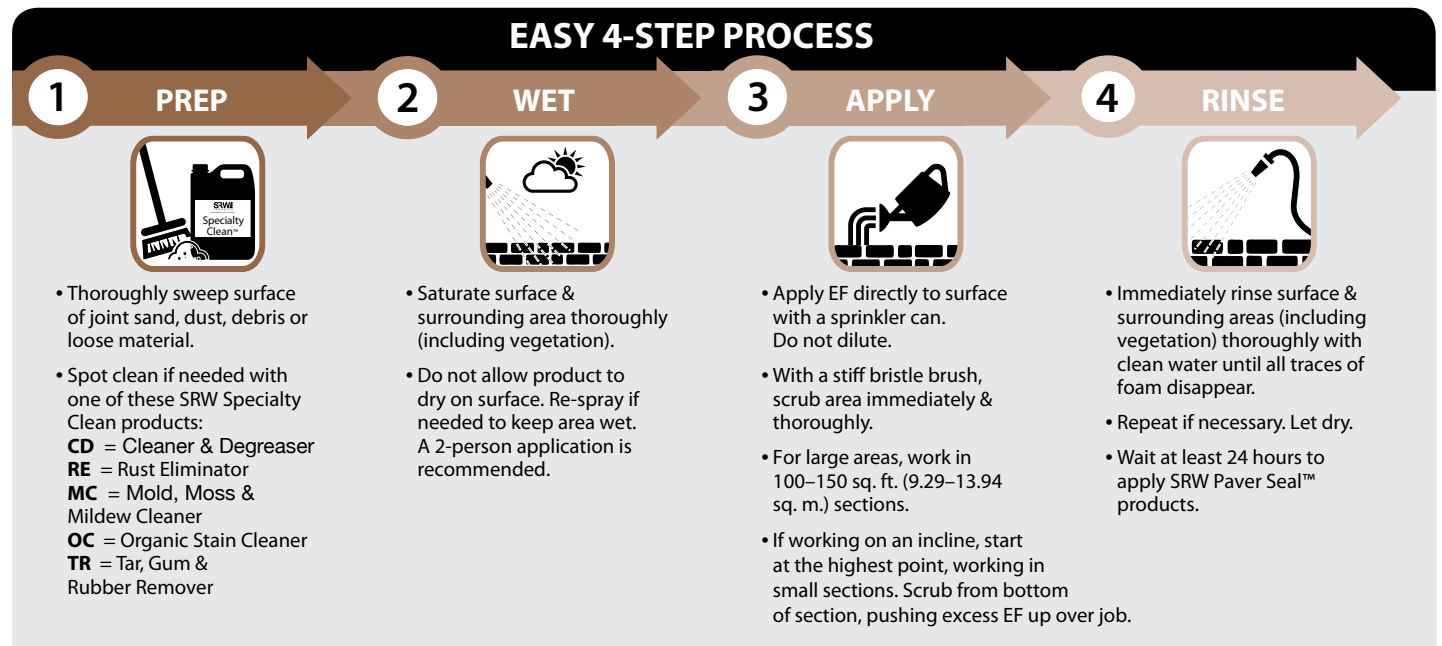 EASY 4-STEP PROCESS
1 PREP
SRW
Specialty
Clean™
• Thoroughly sweep surface
of joint sand, dust, debris or
loose material.
• Spot clean if needed with
one of these SRW Specialty
Clean products:
CD = Cleaner & Degreaser
RE = Rust Eliminator
MC = Mold, Moss &
Mildew Cleaner
OC = Organic Stain Cleaner
TR = Tar, Gum &
Rubber Remover
2 WET
• Saturate surface &
surrounding area thoroughly
(including vegetation).
• Do not allow product to
dry on surface. Re-spray if
needed to keep area wet.
A 2-person application is
recommended.
3 APPLY
• Apply EF directly to surface
with a sprinkler can.
Do not dilute.
• With a stiff bristle brush,
scrub area immediately &
thoroughly.
• For large areas, work in
100–150 sq. ft. (9.29–13.94
sq. m.) sections.
• If working on an incline, start
at the highest point, working in
small sections. Scrub from bottom
of section, pushing excess EF up over job.
4 RINSE
• Immediately rinse surface &
surrounding areas (including
vegetation) thoroughly with
clean water until all traces of
foam disappear.
• Repeat if necessary. Let dry.
• Wait at least 24 hours to
apply SRW Paver Seal™
products.